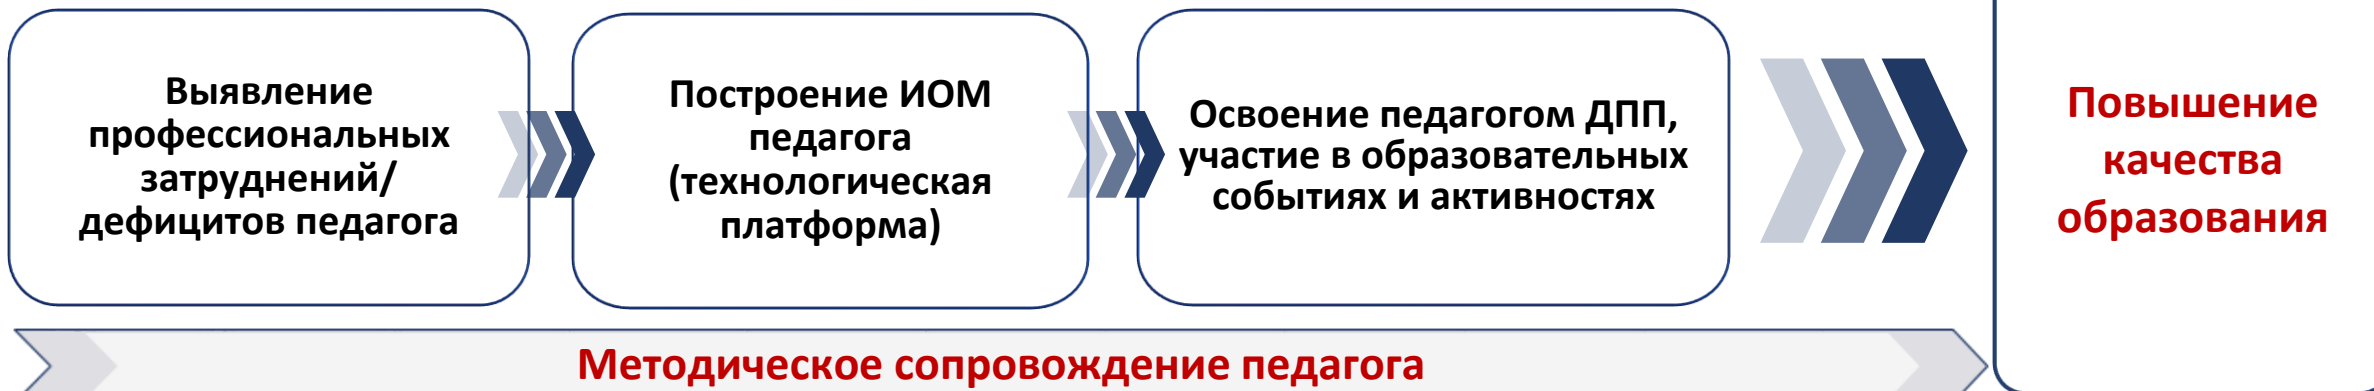 Выявление
профессиональных
затруднений/
дефицитов педагога
Построение ИОМ
педагога
(технологическая
платформа)
Освоение педагогом ДПП,
участие в образовательных
событиях и активностях
Повышение
качества
образования
Методическое сопровождение педагога